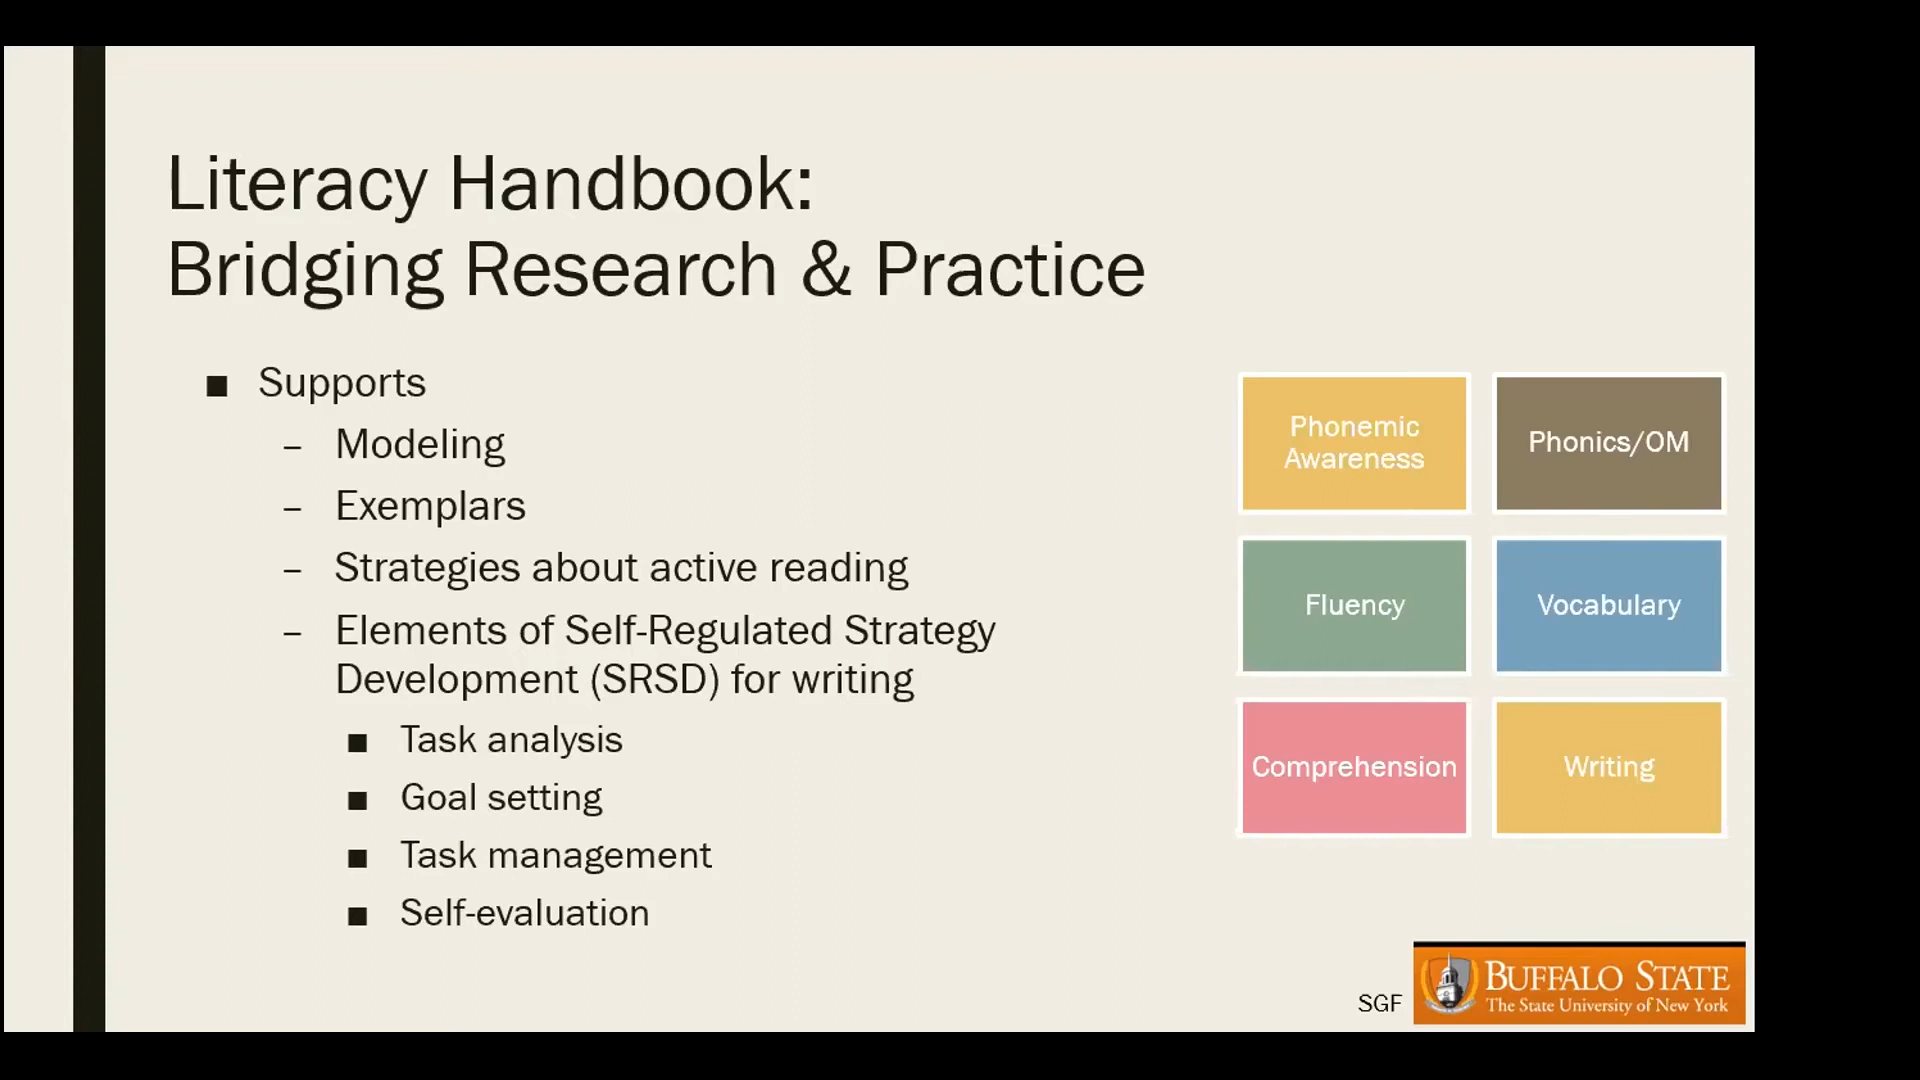 Literacy Handbook:
Bridging Research & Practice
■ Supports
– Modeling
– Exemplars
– Strategies about active reading
– Elements of Self-Regulated Strategy
Development (SRSD) for writing
■ Task analysis
■ Goal setting
■ Task management
■ Self-evaluation
Phonemic
Awareness
Phonics/OM
Fluency
Vocabulary
Comprehension
Writing
SGF
BUFFALO STATE
The State University of New York